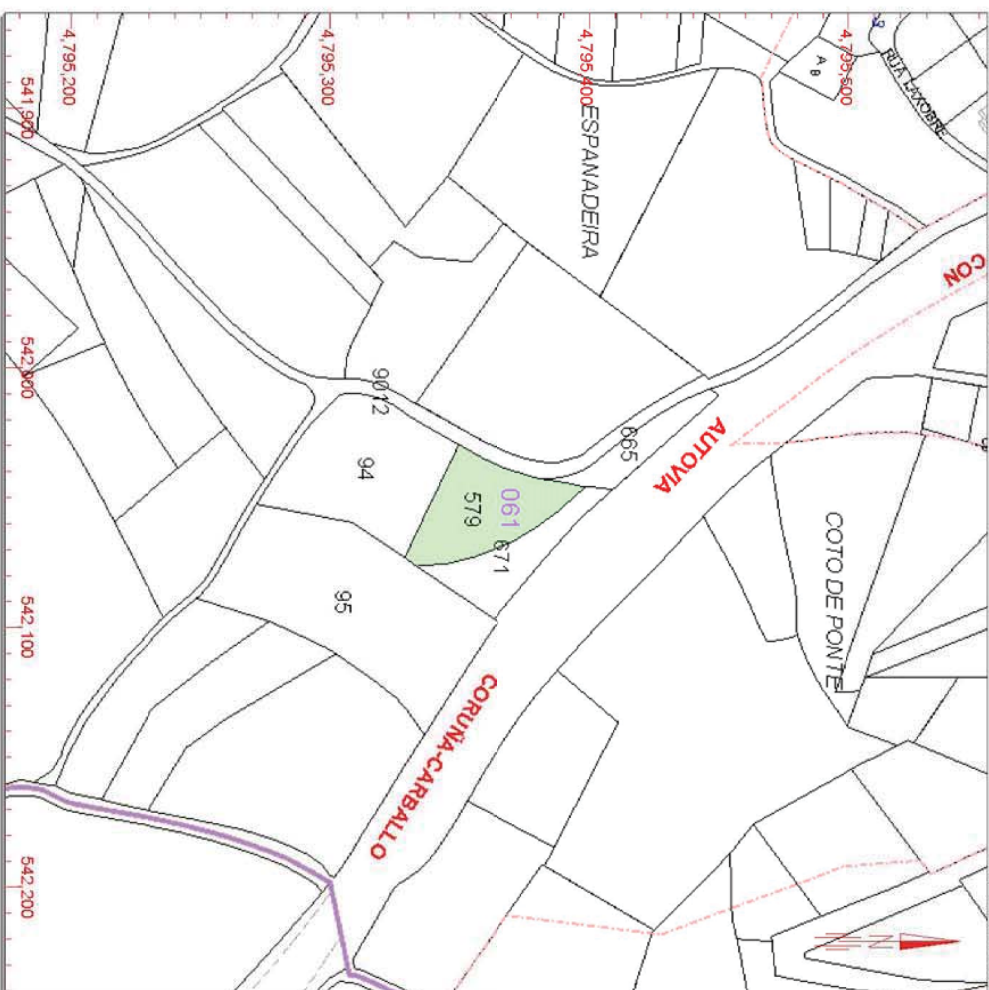 4,795,200
4,795,300
4,795,400
4,795,500
541,900
542,000
542,100
542,200
RUA LAXOBRE
A
ESPANADEIRA
CON
9012
665
AUTOVIA
94
579
061
671
95
COTO DE PONTE
CORUÑA-CARBALLO
N